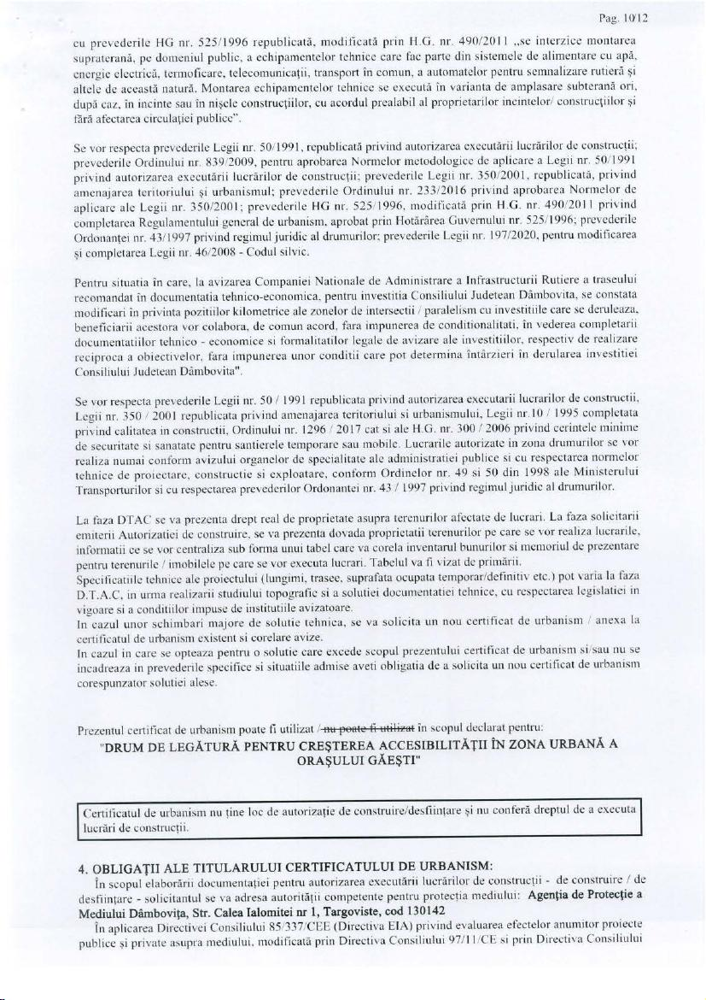 Pag. 10/12
cu prevederile HG nr. 525/1996 republicată, modificată prin H.G. nr. 490/2011 „se interzice montarea
supraterană, pe domeniul public, a echipamentelor tehnice care fac parte din sistemele de alimentare cu apă,
energie electrică, termoficare, telecomunicaţii, transport în comun, a automatelor pentru semnalizare rutieră şi
altele de această natură. Montarea echipamentelor tehnice se execută în varianta de amplasare subterană ori,
după caz, în incinte sau în nişele construcţiilor, cu acordul prealabil al proprietarilor incintelor/ construcţiilor şi
fără afectarea circulaţiei publice”.
Se vor respecta prevederile Legii nr. 50/1991, republicată privind autorizarea executării lucrărilor de construcţii;
prevederile Ordinului nr. 839/2009, pentru aprobarea Normelor metodologice de aplicare a Legii nr. 50/1991
privind autorizarea executării lucrărilor de construcţii; prevederile Legii nr. 350/2001, republicată, privind
amenajarea teritoriului şi urbanismul; prevederile Ordinului nr. 233/2016 privind aprobarea Normelor de
aplicare ale Legii nr. 350/2001; prevederile HG nr. 525/1996, modificată prin H.G. nr. 490/2011 privind
completarea Regulamentului general de urbanism, aprobat prin Hotărârea Guvernului nr. 525/1996; prevederile
Ordonanţei nr. 43/1997 privind regimul juridic al drumurilor; prevederile Legii nr. 197/2020, pentru modificarea
şi completarea Legii nr. 46/2008 - Codul silvic.
Pentru situatia în care, la avizarea Companiei Nationale de Administrare a Infrastructurii Rutiere a traseului
recomandat în documentatia tehnico-economica, pentru investitia Consiliului Judetean Dâmbovita, se constata
modificari in privinta pozitiilor kilometrice ale zonelor de intersectii / paralelism cu investitiile care se deruleaza,
beneficiarii acestora vor colabora, de comun acord, fara impunerea de conditionalitati, în vederea completarii
documentatiilor tehnico - economice si formalitatilor legale de avizare ale investitiilor, respectiv de realizare
reciproca a obiectivelor, fara impunerea unor conditii care pot determina întârzieri în derularea investitiei
Consiliului Judetean Dâmbovita".
Se vor respecta prevederile Legii nr. 50 / 1991 republicata privind autorizarea executarii lucrarilor de constructii,
Legii nr. 350 / 2001 republicata privind amenajarea teritoriului si urbanismului, Legii nr.10 / 1995 completata
privind calitatea in constructii, Ordinului nr. 1296 / 2017 cat si ale H.G. nr. 300 / 2006 privind cerintele minime
de securitate si sanatate pentru santierele temporare sau mobile. Lucrarile autorizate in zona drumurilor se vor
realiza numai conform avizului organelor de specialitate ale administratiei publice si cu respectarea normelor
tehnice de proiectare, constructie si exploatare, conform Ordinelor nr. 49 si 50 din 1998 ale Ministerului
Transporturilor si cu respectarea prevederilor Ordonantei nr. 43 / 1997 privind regimul juridic al drumurilor.
La faza DTAC se va prezenta drept real de proprietate asupra terenurilor afectate de lucrari. La faza solicitarii
emiterii Autorizatiei de construire, se va prezenta dovada proprietatii terenurilor pe care se vor realiza lucrarile,
informatii ce se vor centraliza sub forma unui tabel care va corela inventarul bunurilor si memoriul de prezentare
pentru terenurile / imobilele pe care se vor executa lucrari. Tabelul va fi vizat de primării.
Specificatiile tehnice ale proiectului (lungimi, trasee, suprafata ocupata temporar/definitiv etc.) pot varia la faza
D.T.A.C, in urma realizarii studiului topografic si a solutiei documentatiei tehnice, cu respectarea legislatiei in
vigoare si a conditiilor impuse de institutiile avizatoare.
In cazul unor schimbari majore de solutie tehnica, se va solicita un nou certificat de urbanism / anexa la
certificatul de urbanism existent si corelare avize.
In cazul in care se opteaza pentru o solutie care excede scopul prezentului certificat de urbanism si/sau nu se
incadreaza in prevederile specifice si situatiile admise aveti obligatia de a solicita un nou certificat de urbanism
corespunzator solutiei alese.
Prezentul certificat de urbanism poate fi utilizat / nu poate fi utilizat în scopul declarat pentru:
"DRUM DE LEGĂTURĂ PENTRU CREŞTEREA ACCESIBILITĂŢII ÎN ZONA URBANĂ A
ORAŞULUI GĂEŞTI"
Certificatul de urbanism nu ţine loc de autorizaţie de construire/desfiinţare şi nu conferă dreptul de a executa
lucrări de construcţii.
4. OBLIGAŢII ALE TITULARULUI CERTIFICATULUI DE URBANISM:
În scopul elaborării documentaţiei pentru autorizarea executării lucrărilor de construcţii - de construire / de
desfiinţare - solicitantul se va adresa autorităţii competente pentru protecţia mediului: Agenţia de Protecţie a
Mediului Dâmboviţa, Str. Calea Ialomitei nr 1, Targoviste, cod 130142
În aplicarea Directivei Consiliului 85/337/CEE (Directiva EIA) privind evaluarea efectelor anumitor proiecte
publice şi private asupra mediului, modificată prin Directiva Consiliului 97/11/CE si prin Directiva Consiliului